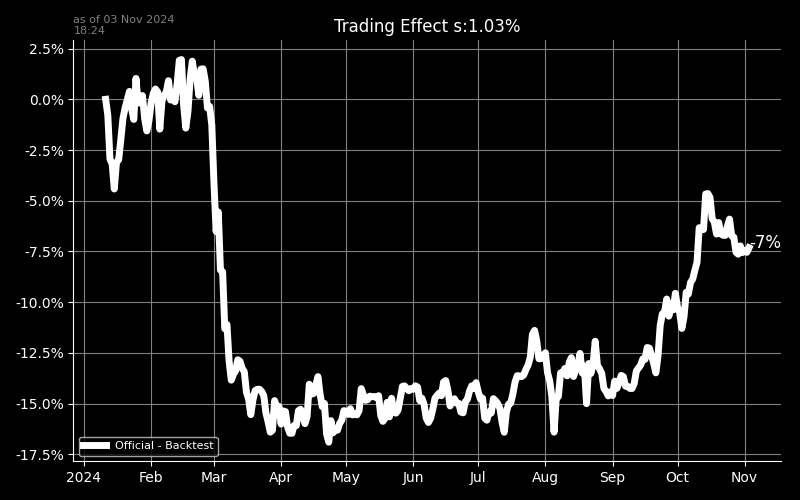 as of 03 Nov 2024
18:24
Trading Effect s:1.03%
2.5%
0.0%
-2.5%
-5.0%
-7.5%
-10.0%
-12.5%
-15.0%
-17.5%
-7%
Official - Backtest
2024 Feb Mar Apr May Jun Jul Aug Sep Oct Nov